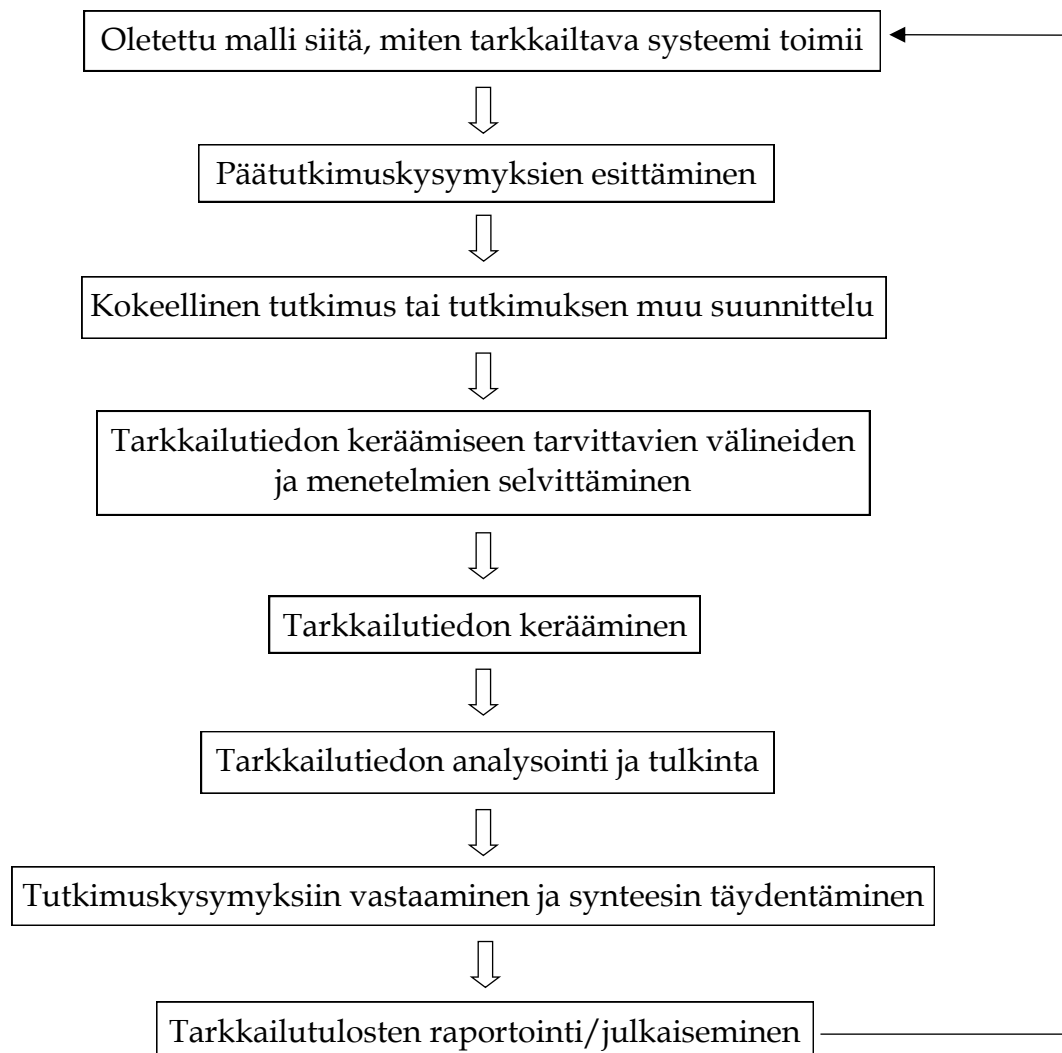 Oletettu malli siitä, miten tarkkailtava systeemi toimii
Päätutkimuskysymyksien esittäminen
Kokeellinen tutkimus tai tutkimuksen muu suunnittelu
Tarkkailutiedon keräämiseen tarvittavien välineiden
ja menetelmien selvittäminen
Tarkkailutiedon kerääminen
Tarkkailutiedon analysointi ja tulkinta
Tutkimuskysymyksiin vastaaminen ja synteesin täydentäminen
Tarkkailutulosten raportointi/julkaiseminen